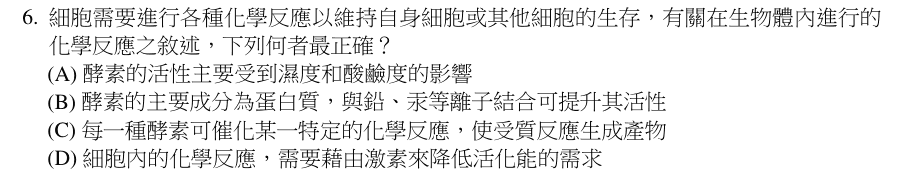 6. 細胞需要進行各種化學反應以維持自身細胞或其他細胞的生存，有關在生物體內進行的
化學反應之敘述，下列何者最正確？
(A) 酵素的活性主要受到濕度和酸鹼度的影響
(B) 酵素的主要成分為蛋白質，與鉛、汞等離子結合可提升其活性
(C) 每一種酵素可催化某一特定的化學反應，使受質反應生成產物
(D) 細胞內的化學反應，需要藉由激素來降低活化能的需求